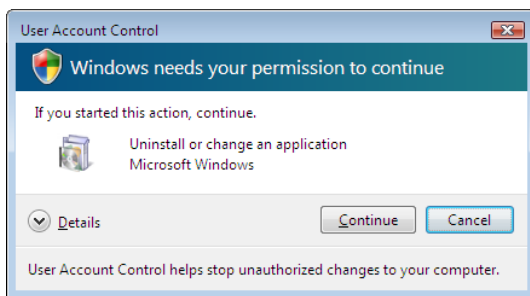 User Account Control
Windows needs your permission to continue
If you started this action, continue.
Uninstall or change an application
Microsoft Windows
Details
Continue
Cancel
User Account Control helps stop unauthorized changes to your computer.